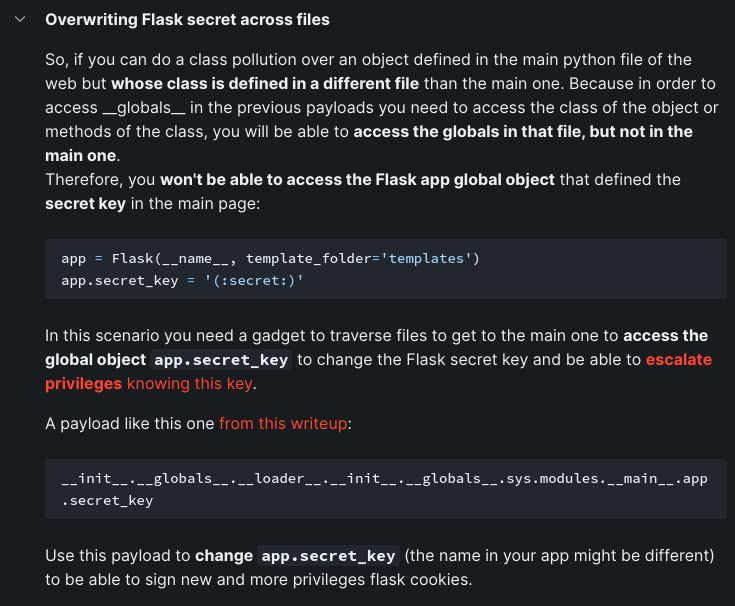 Overwriting Flask secret across files
So, if you can do a class pollution over an object defined in the main python file of the
web but whose class is defined in a different file than the main one. Because in order to
access __globals__ in the previous payloads you need to access the class of the object or
methods of the class, you will be able to access the globals in that file, but not in the
main one.
Therefore, you won't be able to access the Flask app global object that defined the
secret key in the main page:
app = Flask(__name__, template_folder='templates')
app.secret_key = '(:secret:)'
In this scenario you need a gadget to traverse files to get to the main one to access the
global object app.secret_key to change the Flask secret key and be able to escalate
privileges knowing this key.
A payload like this one from this writeup:
__init__.__globals__.__loader__.__init__.__globals__.sys.modules.__main__.app
.secret_key
Use this payload to change app.secret_key (the name in your app might be different)
to be able to sign new and more privileges flask cookies.